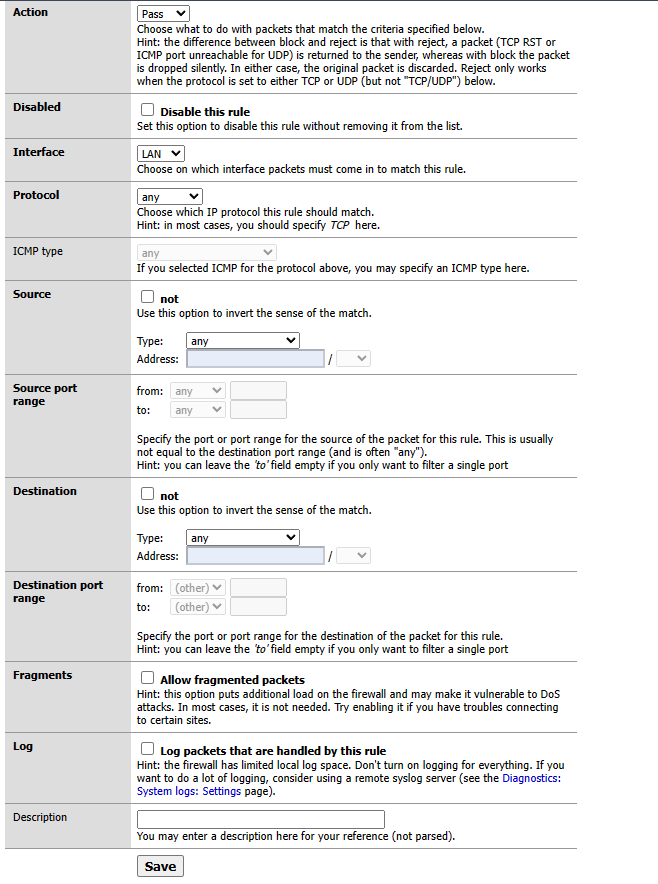 Action
Pass
Choose what to do with packets that match the criteria specified below.
Hint: the difference between block and reject is that with reject, a packet (TCP RST or
ICMP port unreachable for UDP) is returned to the sender, whereas with block the packet
is dropped silently. In either case, the original packet is discarded. Reject only works
when the protocol is set to either TCP or UDP (but not "TCP/UDP") below.
Disabled
Disable this rule
Set this option to disable this rule without removing it from the list.
Interface
LAN
Choose on which interface packets must come in to match this rule.
Protocol
any
Choose which IP protocol this rule should match.
Hint: in most cases, you should specify TCP here.
ICMP type
any
If you selected ICMP for the protocol above, you may specify an ICMP type here.
Source
not
Use this option to invert the sense of the match.
Type: any
Address: /
Source port
range
from: any
to: any
Specify the port or port range for the source of the packet for this rule. This is usually
not equal to the destination port range (and is often "any").
Hint: you can leave the 'to' field empty if you only want to filter a single port
Destination
not
Use this option to invert the sense of the match.
Type: any
Address: /
Destination port
range
from: (other)
to: (other)
Specify the port or port range for the destination of the packet for this rule.
Hint: you can leave the 'to' field empty if you only want to filter a single port
Fragments
Allow fragmented packets
Hint: this option puts additional load on the firewall and may make it vulnerable to DoS
attacks. In most cases, it is not needed. Try enabling it if you have troubles connecting
to certain sites.
Log
Log packets that are handled by this rule
Hint: the firewall has limited local log space. Don't turn on logging for everything. If you
want to do a lot of logging, consider using a remote syslog server (see the Diagnostics:
System logs: Settings page).
Description
You may enter a description here for your reference (not parsed).
Save